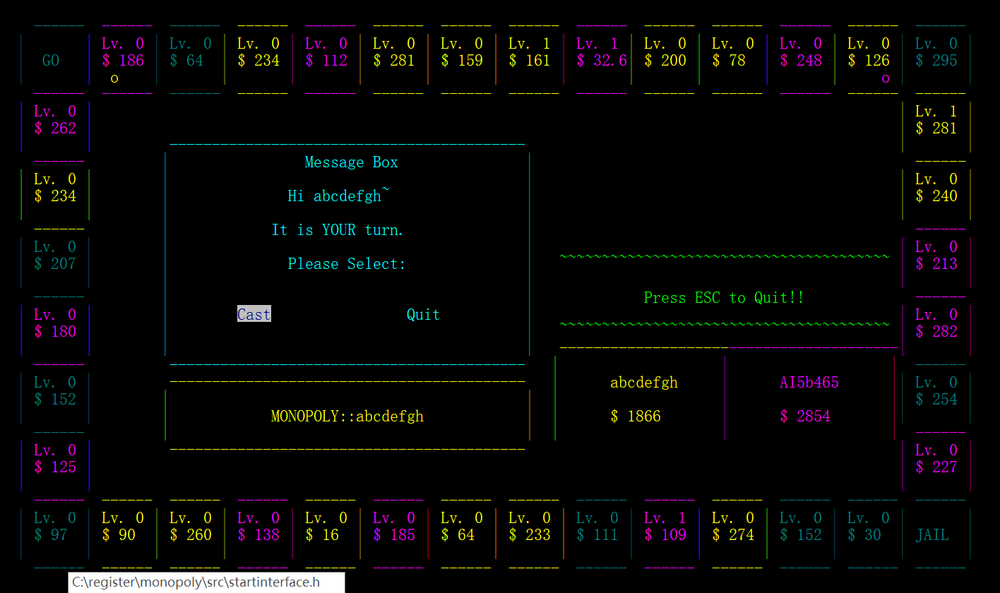 Lv. 0 Lv. 0 Lv. 0 Lv. 0 Lv. 0 Lv. 0 Lv. 1 Lv. 1 Lv. 0 Lv. 0 Lv. 0 Lv. 0 Lv. 0
GO $ 186 $ 64 $ 234 $ 112 $ 281 $ 159 $ 161 $ 32.6 $ 200 $ 78 $ 248 $ 126 $ 295
o o
Lv. 0 Lv. 1
$ 262 $ 281
Message Box
Lv. 0 Lv. 0
$ 234 Hi abcdefgh~ $ 240
It is YOUR turn.
Lv. 0 Lv. 0
$ 207 Please Select: $ 213
~~~~~~~~~~~~~~~~~~~~~~~~~~~~~~~~~~~~~~~
Press ESC to Quit!!
Lv. 0 Cast Quit Lv. 0
$ 180 $ 282
~~~~~~~~~~~~~~~~~~~~~~~~~~~~~~~~~~~~~~~
Lv. 0 abcdefgh AI5b465 Lv. 0
$ 152 $ 254
MONOPOLY::abcdefgh $ 1866 $ 2854
Lv. 0 Lv. 0
$ 125 $ 227
Lv. 0 Lv. 0 Lv. 0 Lv. 0 Lv. 0 Lv. 0 Lv. 0 Lv. 0 Lv. 0 Lv. 1 Lv. 0 Lv. 0 Lv. 0
$ 97 $ 90 $ 260 $ 138 $ 16 $ 185 $ 64 $ 233 $ 111 $ 109 $ 274 $ 152 $ 30 JAIL
C:\register\monopoly\src\startinterface.h